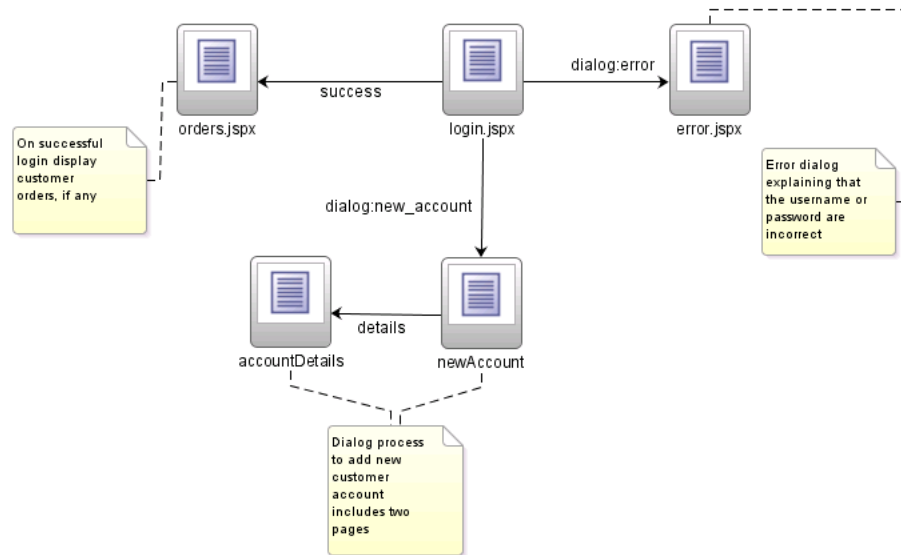 dialog:error
success
orders.jspx
login.jspx
error.jspx
On successful
login display
customer
orders, if any
Error dialog
explaining that
the username or
password are
incorrect
dialog:new_account
details
accountDetails
newAccount
Dialog process
to add new
customer
account
includes two
pages